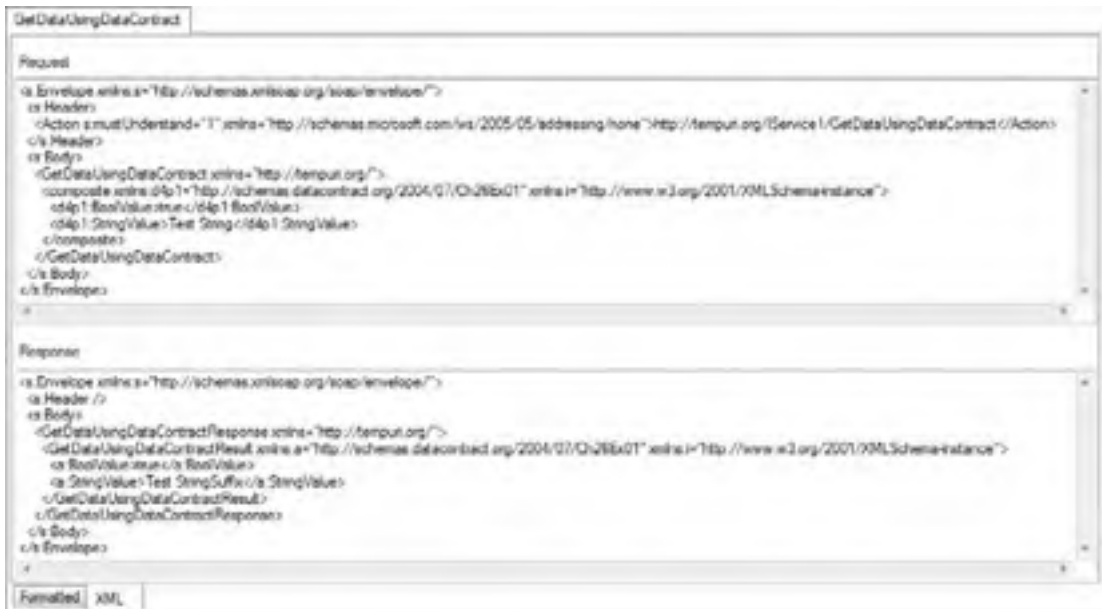 GetDataUsingDataContract
Request
<s:Envelope xmlns:s="http://schemas.xmlsoap.org/soap/envelope/">
<s:Header>
<Action s:mustUnderstand="1" xmlns="http://schemas.microsoft.com/ws/2005/05/addressing/none">http://tempuri.org/IService1/GetDataUsingDataContract</Action>
</s:Header>
<s:Body>
<GetDataUsingDataContract xmlns="http://tempuri.org/">
<composite xmlns:d4p1="http://schemas.datacontract.org/2004/07/Ch26Ex01" xmlns:i="http://www.w3.org/2001/XMLSchema-instance">
<d4p1:BoolValue>true</d4p1:BoolValue>
<d4p1:StringValue>Test String</d4p1:StringValue>
</composite>
</GetDataUsingDataContract>
</s:Body>
</s:Envelope>
Response
<s:Envelope xmlns:s="http://schemas.xmlsoap.org/soap/envelope/">
<s:Header />
<s:Body>
<GetDataUsingDataContractResponse xmlns="http://tempuri.org/">
<GetDataUsingDataContractResult xmlns:a="http://schemas.datacontract.org/2004/07/Ch26Ex01" xmlns:i="http://www.w3.org/2001/XMLSchema-instance">
<a:BoolValue>true</a:BoolValue>
<a:StringValue>Test StringSuffix</a:StringValue>
</GetDataUsingDataContractResult>
</GetDataUsingDataContractResponse>
</s:Body>
</s:Envelope>
Formatted XML